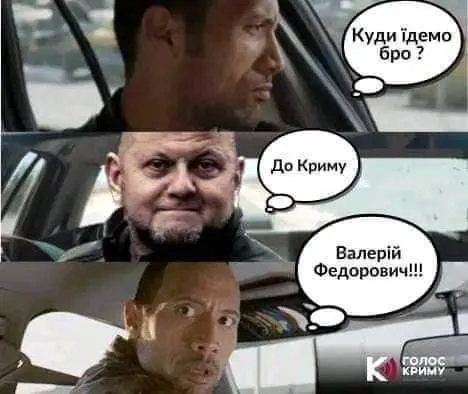 Куди їдемо
бро ?
До Криму
Валерій
Федорович!!!
ГОЛОС
КРИМУ